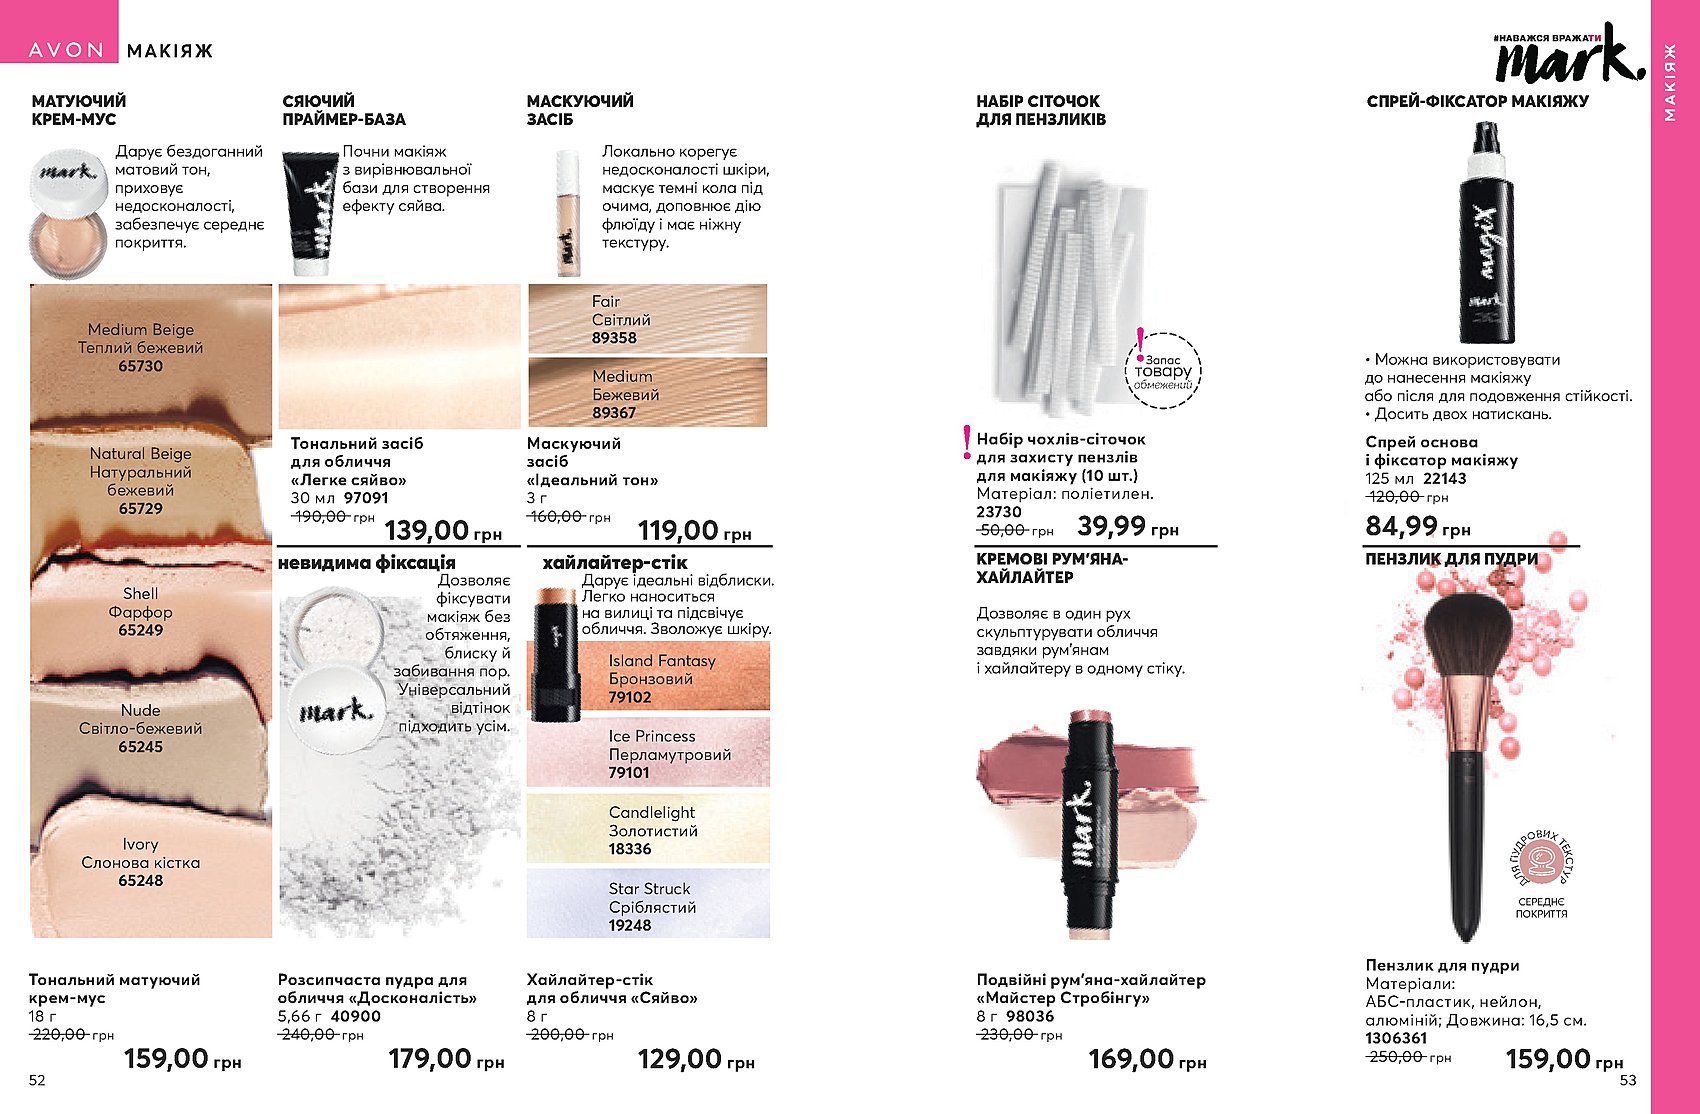 AVON МАКІЯЖ
МАТУЮЧИЙ
КРЕМ-МУС
Дарує бездоганний
матовий тон,
приховує
недосконалості,
забезпечує середнє
покриття.
mark.
Medium Beige
Теплий бежевий
65730
Natural Beige
Натуральний
бежевий
65729
Shell
Фарфор
65249
Nude
Світло-бежевий
65245
Ivory
Слонова кістка
65248
Тональний матуючий
крем-мус
18 г
220,00 грн
159,00 грн
52
СЯЮЧИЙ
ПРАЙМЕР-БАЗА
Почни макіяж
з вирівнювальної
бази для створення
ефекту сяйва.
mark.
Тональний засіб
для обличчя
«Легке сяйво»
30 мл 97091
190,00 грн
139,00 грн
невидима фіксація
Дозволяє
фіксувати
макіяж без
обтяження,
блиску й
забивання пор.
Універсальний
відтінок
підходить усім.
mark.
Розсипчаста пудра для
обличчя «Досконалість»
5,66 г 40900
240,00 грн
179,00 грн
МАСКУЮЧИЙ
ЗАСІБ
Локально корегує
недосконалості шкіри,
маскує темні кола під
очима, доповнює дію
флюїду і має ніжну
текстуру.
mark.
Fair
Світлий
89358
Medium
Бежевий
89367
Маскуючий
засіб
«Ідеальний тон»
3 г
160,00 грн
119,00 грн
хайлайтер-стік
Дарує ідеальні відблиски.
Легко наноситься
на вилиці та підсвічує
обличчя. Зволожує шкіру.
Island Fantasy
Бронзовий
79102
Ice Princess
Перламутровий
79101
Candlelight
Золотистий
18336
Star Struck
Сріблястий
19248
Хайлайтер-стік
для обличчя «Сяйво»
8 г
200,00 грн
129,00 грн
#НАВАЖСЯ ВРАЖАТИ
mark.
МАКІЯЖ
НАБІР СІТОЧОК
ДЛЯ ПЕНЗЛИКІВ
!
Запас
товару
обмежений
! Набір чохлів-сіточок
для захисту пензлів
для макіяжу (10 шт.)
Матеріал: поліетилен.
23730
50,00 грн
39,99 грн
КРЕМОВІ РУМ’ЯНА-
ХАЙЛАЙТЕР
Дозволяє в один рух
скульптурувати обличчя
завдяки рум’янам
і хайлайтеру в одному стіку.
mark.
Подвійні рум’яна-хайлайтер
«Майстер Стробінгу»
8 г 98036
230,00 грн
169,00 грн
СПРЕЙ-ФІКСАТОР МАКІЯЖУ
magix
mark.
• Можна використовувати
до нанесення макіяжу
або після для подовження стійкості.
• Досить двох натискань.
Спрей основа
і фіксатор макіяжу
125 мл 22143
120,00 грн
84,99 грн
ПЕНЗЛИК ДЛЯ ПУДРИ
ДЛЯ ПУДРОВИХ ТЕКСТУР
СЕРЕДНЄ
ПОКРИТТЯ
Пензлик для пудри
Матеріали:
АБС-пластик, нейлон,
алюміній; Довжина: 16,5 см.
1306361
250,00 грн
159,00 грн
53